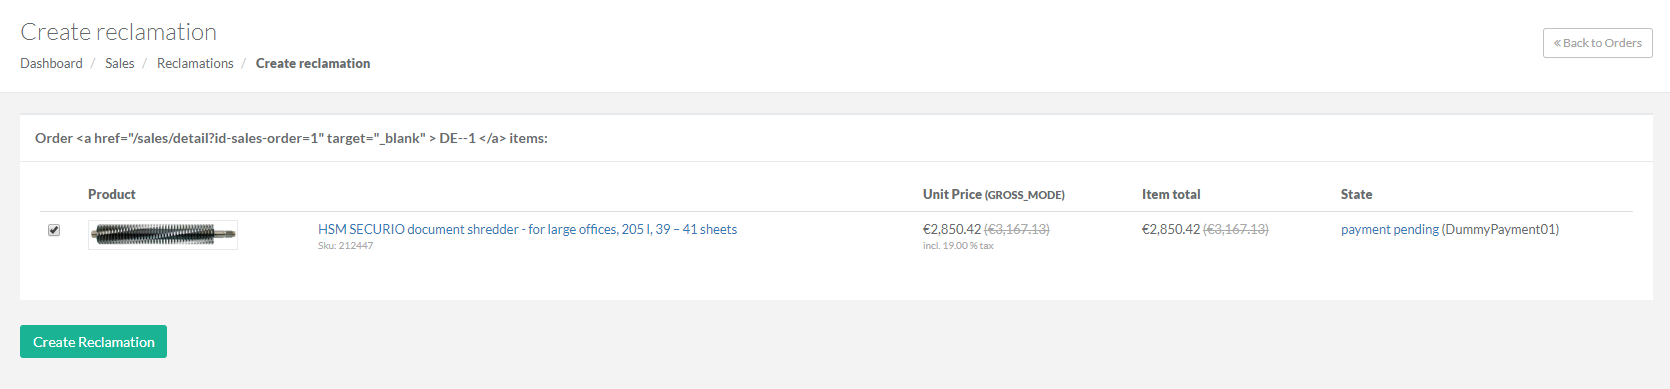 Create reclamation
« Back to Orders
Dashboard / Sales / Reclamations / Create reclamation
Order <a href="/sales/detail?id-sales-order=1" target="_blank" > DE--1 </a> items:
Product Unit Price (GROSS_MODE) Item total State
HSM SECURIO document shredder - for large offices, 205 l, 39 – 41 sheets €2,850.42 (€3,167.13) €2,850.42 (€3,167.13) payment pending (DummyPayment01)
Sku: 212447 incl. 19.00 % tax
Create Reclamation